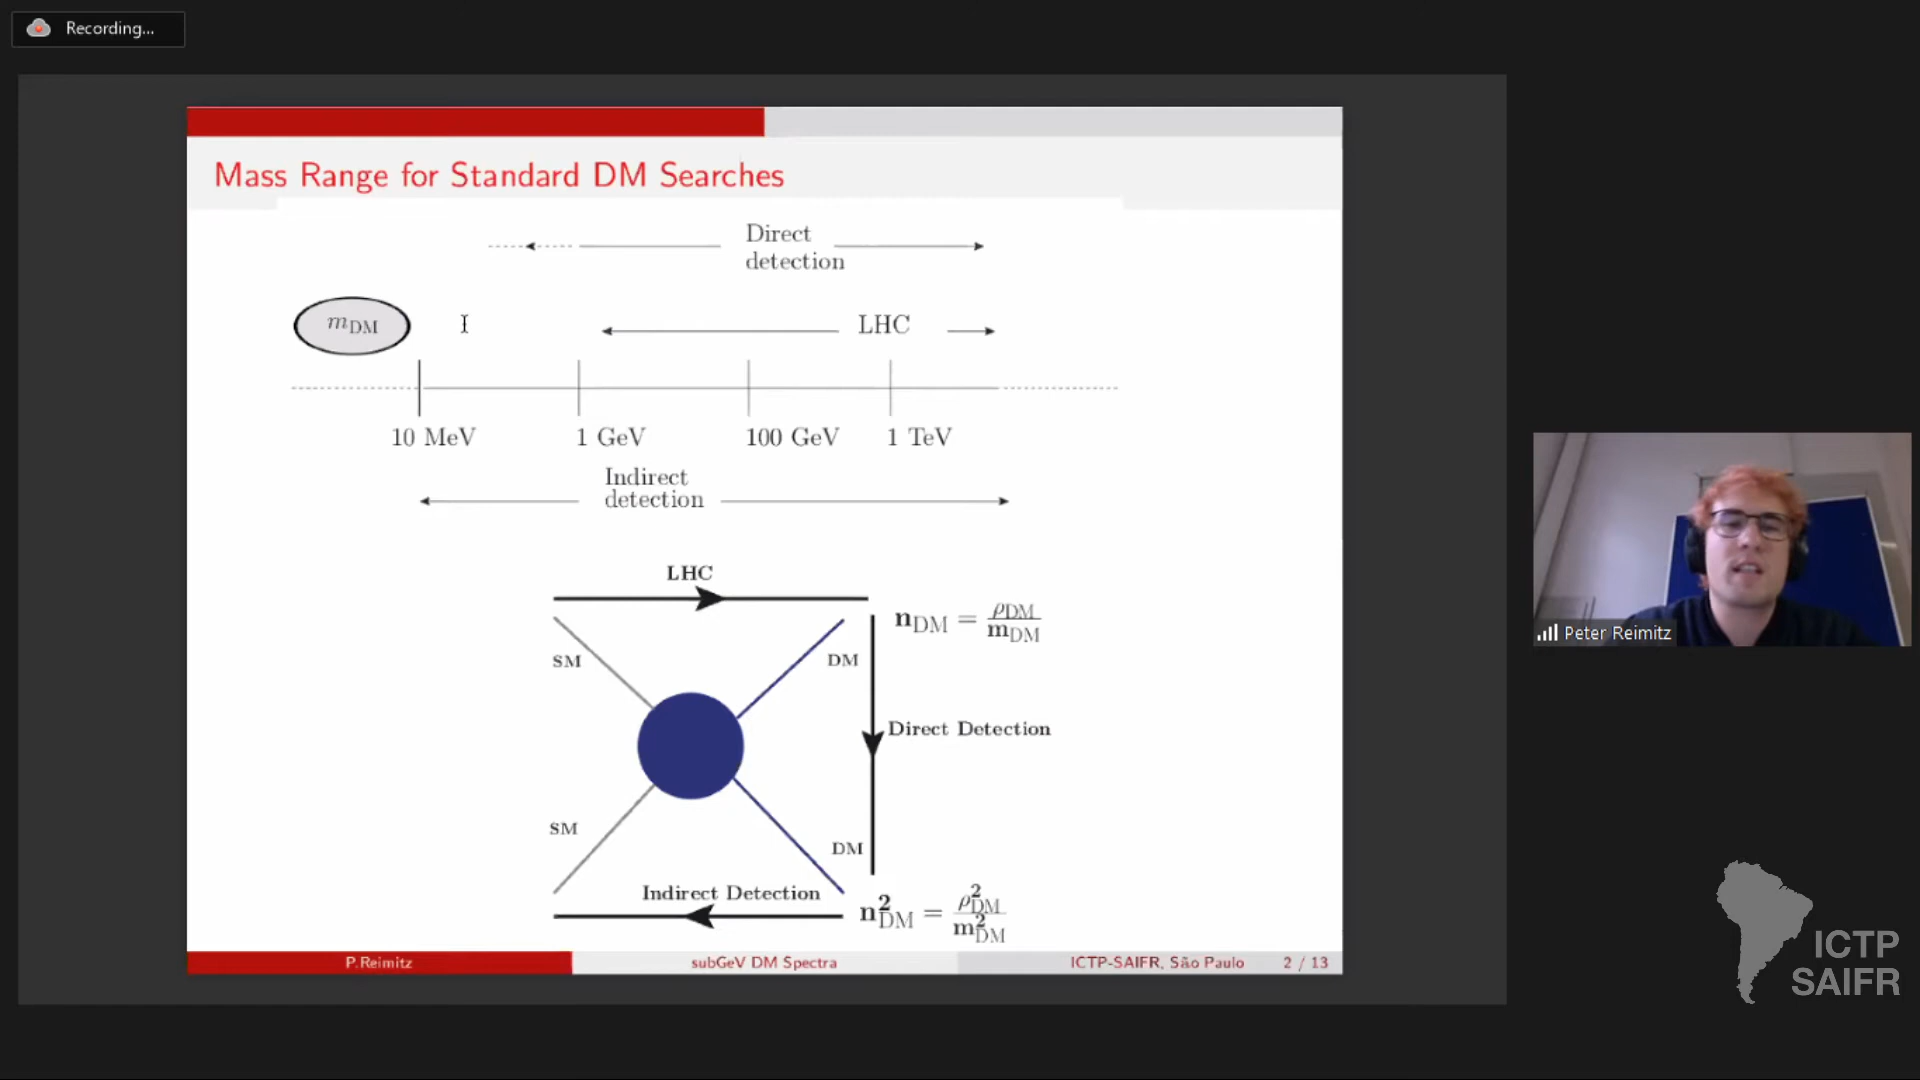 Recording...
Mass Range for Standard DM Searches
Direct
detection
m_DM
LHC
10 MeV
1 GeV
100 GeV
1 TeV
Indirect
detection
LHC
n_DM = ρ_DM / m_DM
SM
DM
Direct Detection
SM
DM
Indirect Detection
n²_DM = ρ²_DM / m²_DM
P.Reimitz
subGeV DM Spectra
ICTP-SAIFR, São Paulo 2 / 13
Peter Reimitz
ICTP
SAIFR